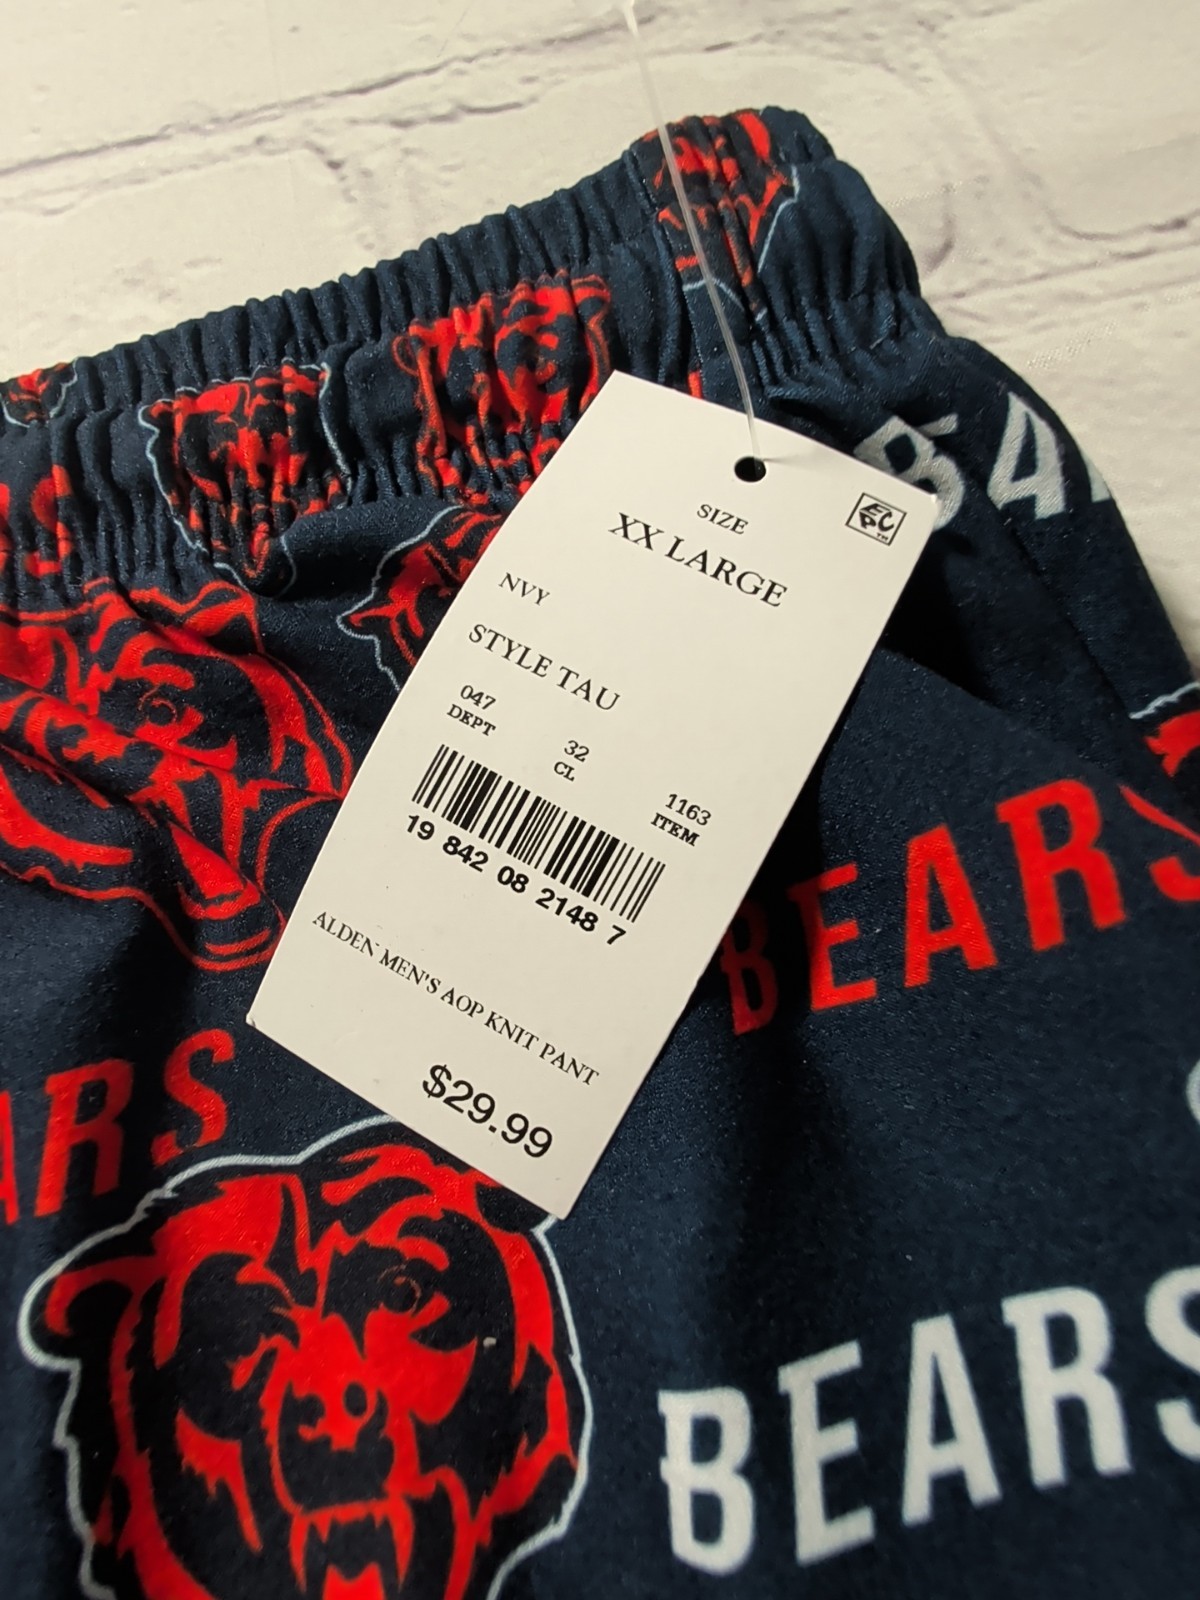 SIZE
XX LARGE
EPC™
NVY
STYLE TAU
047 32 1163
DEPT CL ITEM
19 842 08 2148 7
ALDEN MEN'S AOP KNIT PANT
$29.99
BEARS
BEARS